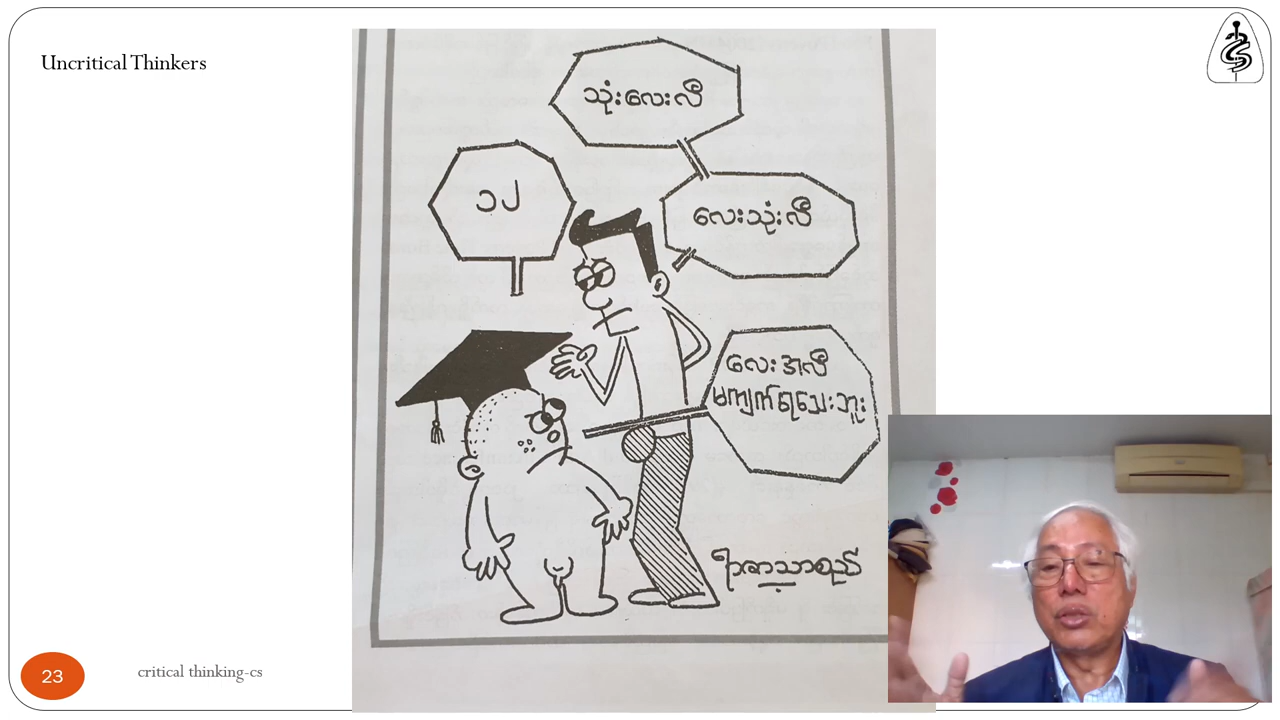 Uncritical Thinkers
သုံးလေးလီ
၁၂
လေးသုံးလီ
လေးအလီ
မကျက်ရသေးဘူး
23
critical thinking-cs